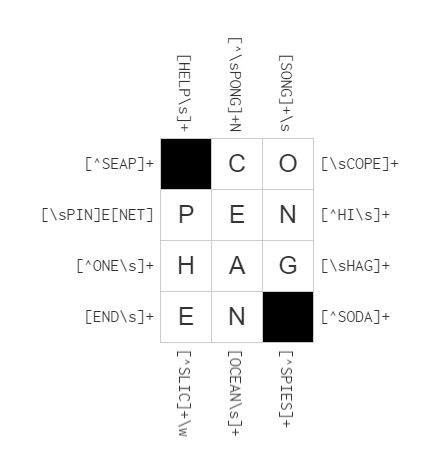 [HELP\s]+ [^\sPONG]+N [SONG]+\s
[^SEAP]+ C O [\sCOPE]+
[\sPIN]E[NET] P E N [^HI\s]+
[^ONE\s]+ H A G [\sHAG]+
[END\s]+ E N [^SODA]+
[^SLIC]+\w [OCEAN\s]+ [^SPIES]+